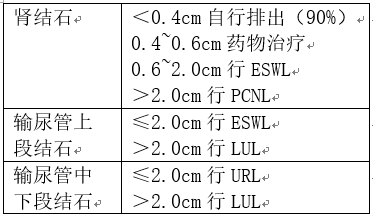 肾结石
＜0.4cm 自行排出（90%）
0.4~0.6cm 药物治疗
0.6~2.0cm 行 ESWL
＞2.0cm 行 PCNL
输尿管上
段结石
≤2.0cm 行 ESWL
＞2.0cm 行 LUL
输尿管中
下段结石
≤2.0cm 行 URL
＞2.0cm 行 LUL